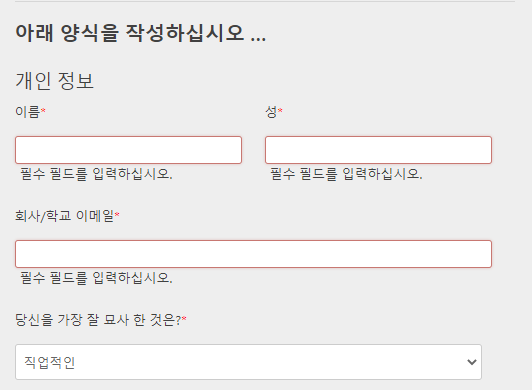 아래 양식을 작성하십시오 ...
개인 정보
이름* 성*
필수 필드를 입력하십시오. 필수 필드를 입력하십시오.
회사/학교 이메일*
필수 필드를 입력하십시오.
당신을 가장 잘 묘사 한 것은?*
직업적인